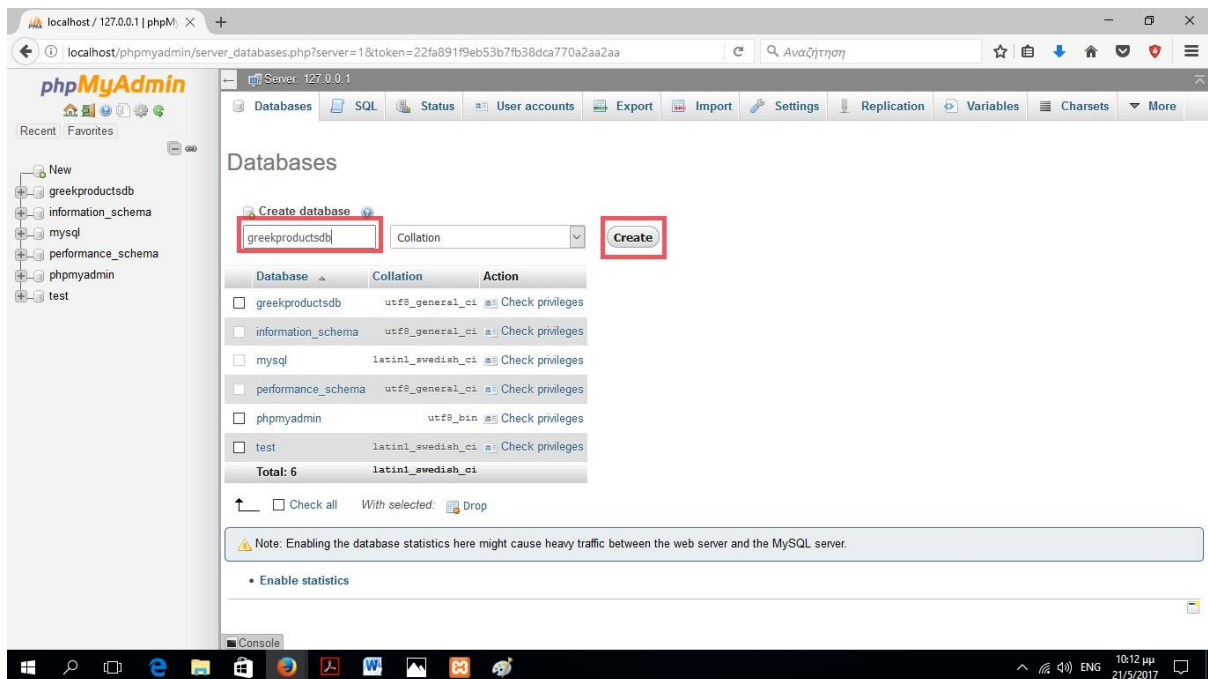 localhost / 127.0.0.1 | phpMy
localhost/phpmyadmin/server_databases.php?server=1&token=22fa891f9eb53b7fb38dca770a2aa2aa
Αναζήτηση
phpMyAdmin
Recent Favorites
New
greekproductsdb
information_schema
mysql
performance_schema
phpmyadmin
test
Server: 127.0.0.1
Databases SQL Status User accounts Export Import Settings Replication Variables Charsets More
Databases
Create database
greekproductsdb Collation Create
Database Collation Action
greekproductsdb utf8_general_ci Check privileges
information_schema utf8_general_ci Check privileges
mysql latin1_swedish_ci Check privileges
performance_schema utf8_general_ci Check privileges
phpmyadmin utf8_bin Check privileges
test latin1_swedish_ci Check privileges
Total: 6 latin1_swedish_ci
Check all With selected: Drop
Note: Enabling the database statistics here might cause heavy traffic between the web server and the MySQL server.
• Enable statistics
Console
ENG
10:12 μμ
21/5/2017